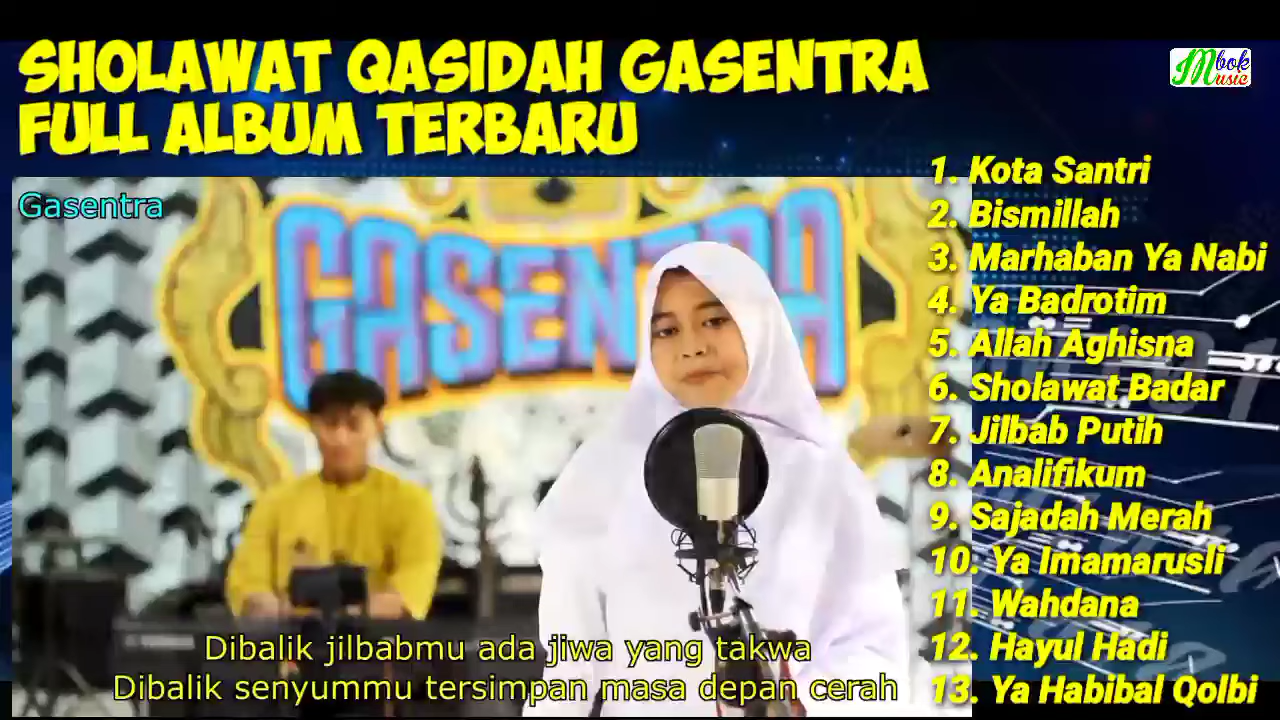 SHOLAWAT QASIDAH GASENTRA
FULL ALBUM TERBARU
Mbok
Music
Gasentra
GASENTRA
1. Kota Santri
2. Bismillah
3. Marhaban Ya Nabi
4. Ya Badrotim
5. Allah Aghisna
6. Sholawat Badar
7. Jilbab Putih
8. Analifikum
9. Sajadah Merah
10. Ya Imamarusli
11. Wahdana
12. Hayul Hadi
13. Ya Habibal Qolbi
Dibalik jilbabmu ada jiwa yang takwa
Dibalik senyummu tersimpan masa depan cerah